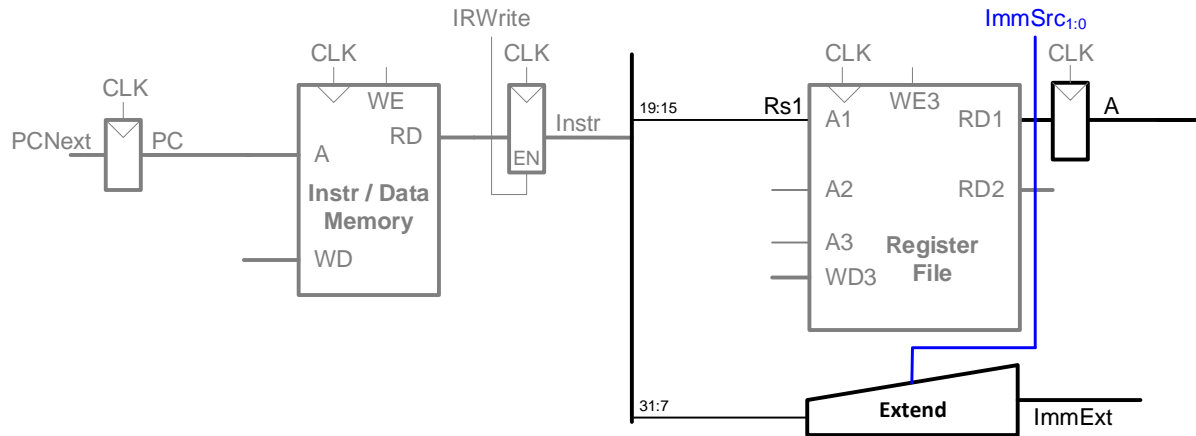 IRWrite
ImmSrc1:0
CLK
CLK
CLK
CLK
CLK
WE
WE3
19:15
Rs1
A1
RD1
A
PCNext
PC
A
RD
Instr
EN
Instr / Data
Memory
A2
RD2
WD
A3
Register
File
WD3
31:7
Extend
ImmExt